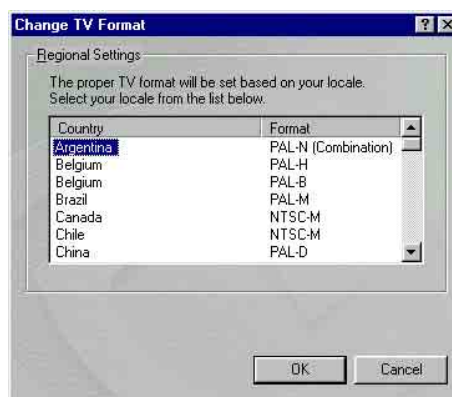 Change TV Format
Regional Settings
The proper TV format will be set based on your locale.
Select your locale from the list below.
Country Format
Argentina PAL-N (Combination)
Belgium PAL-H
Belgium PAL-B
Brazil PAL-M
Canada NTSC-M
Chile NTSC-M
China PAL-D
OK Cancel